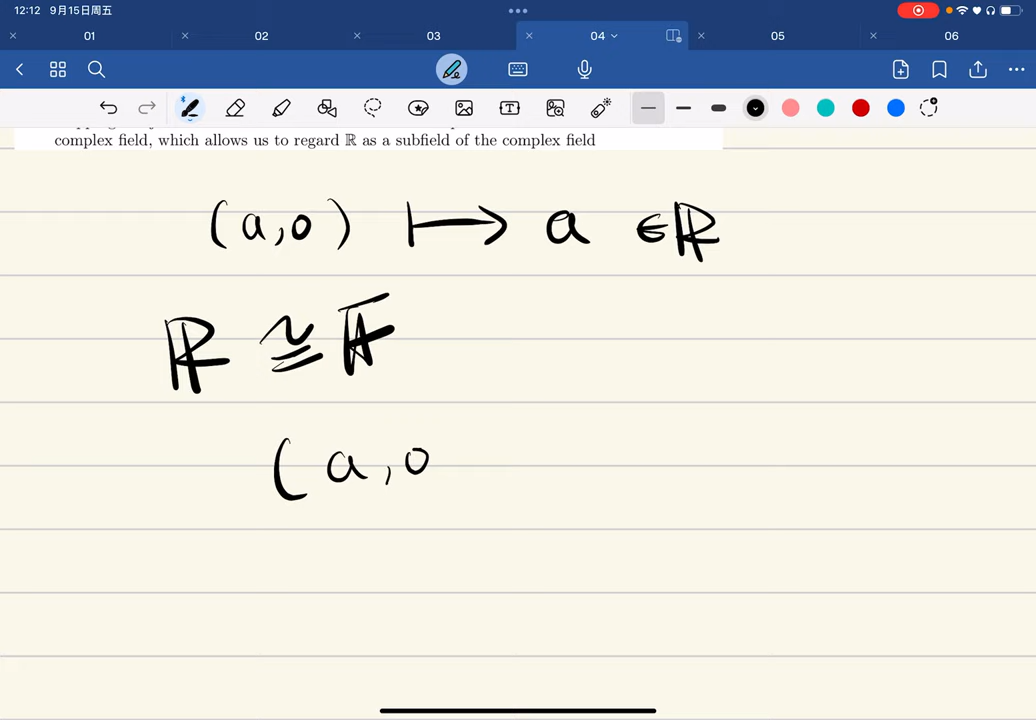 12:12 9月15日周五
01 02 03 04 05 06
complex field, which allows us to regard ℝ as a subfield of the complex field
(a,0) ↦ a ∈ℝ
ℝ ≅ 𝔽
(a,0